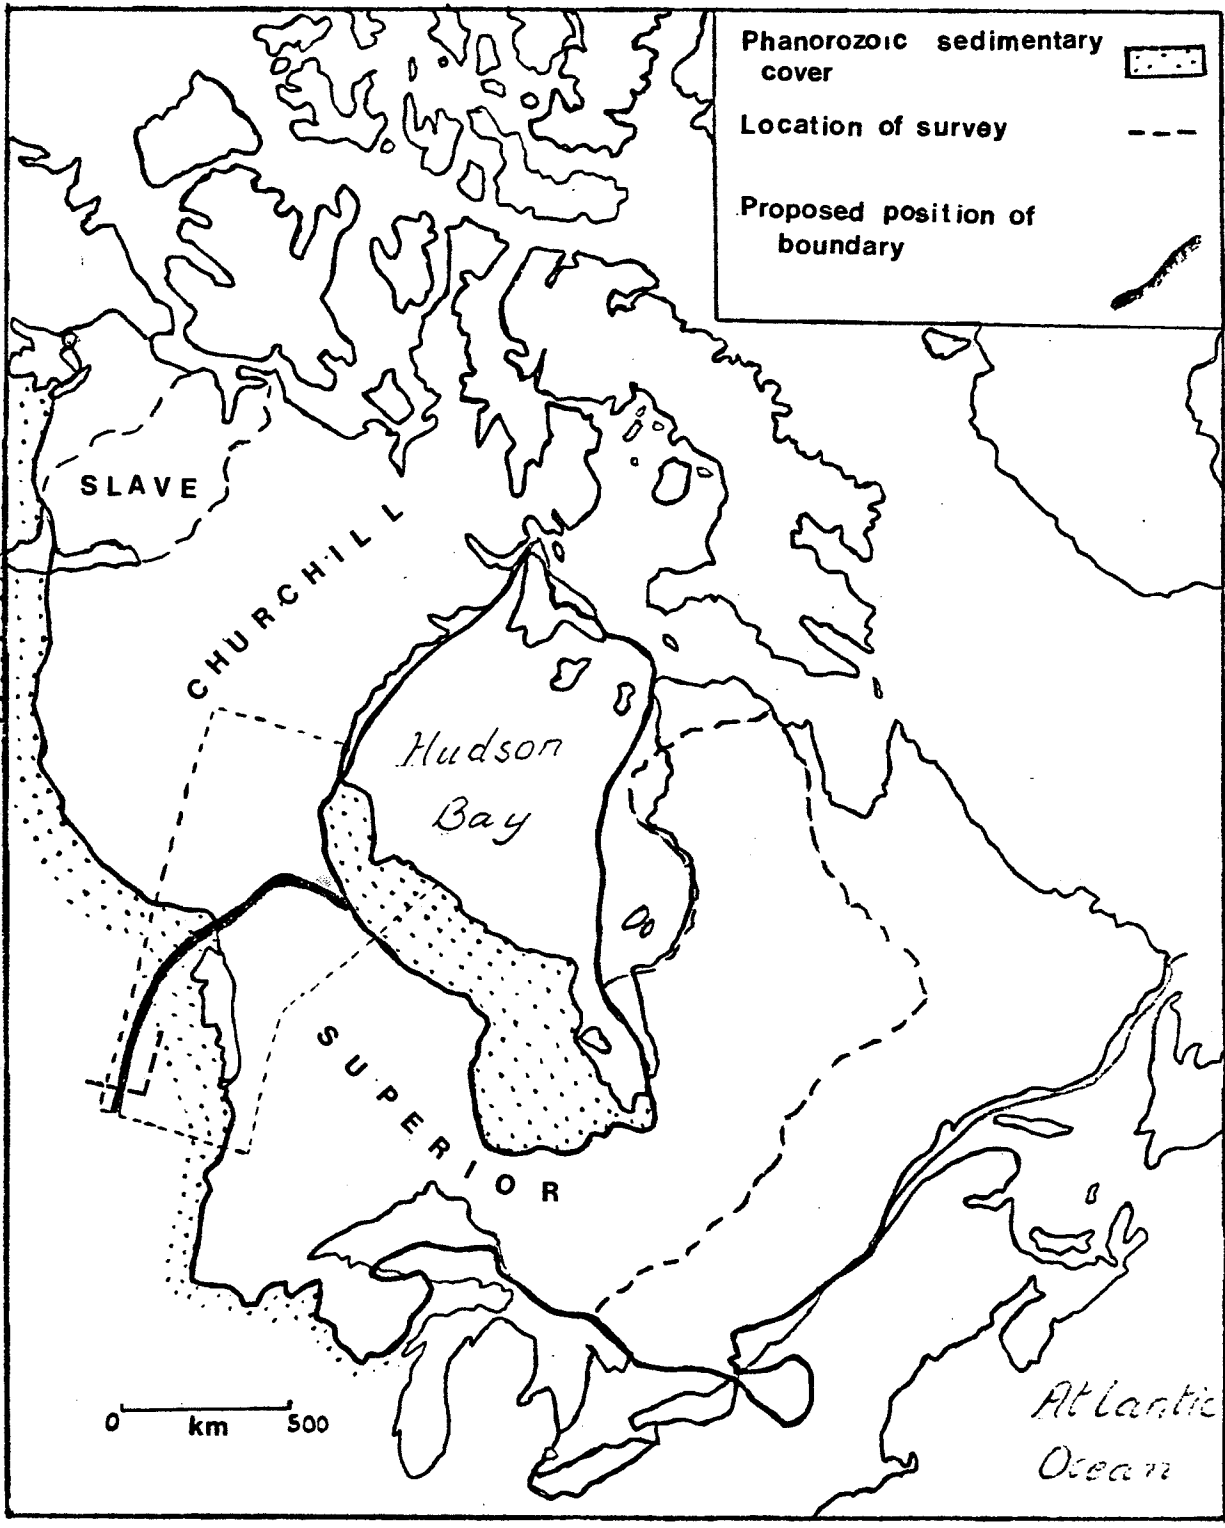 Phanorozoic sedimentary
cover
Location of survey
Proposed position of
boundary
SLAVE
CHURCHILL
Hudson
Bay
SUPERIOR
0 km 500
Atlantic
Ocean